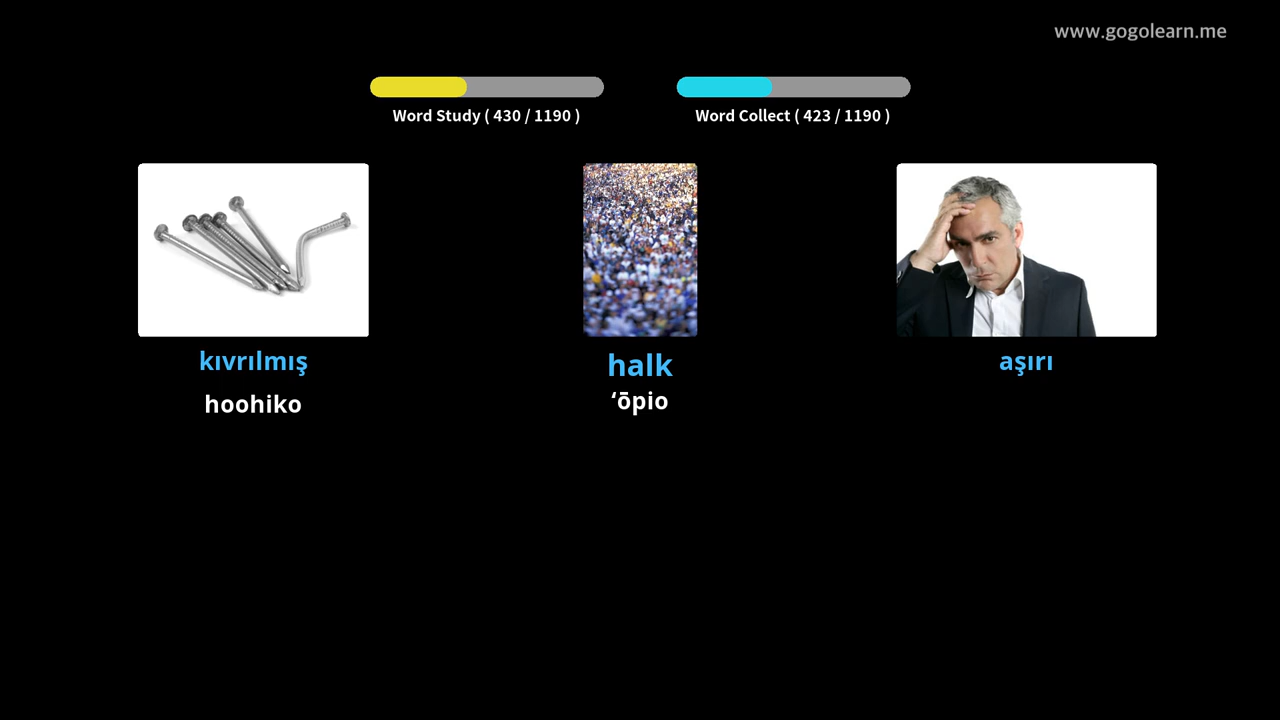 www.gogolearn.me
Word Study ( 430 / 1190 )
Word Collect ( 423 / 1190 )
kıvrılmış
halk
aşırı
hoohiko
ʻōpio